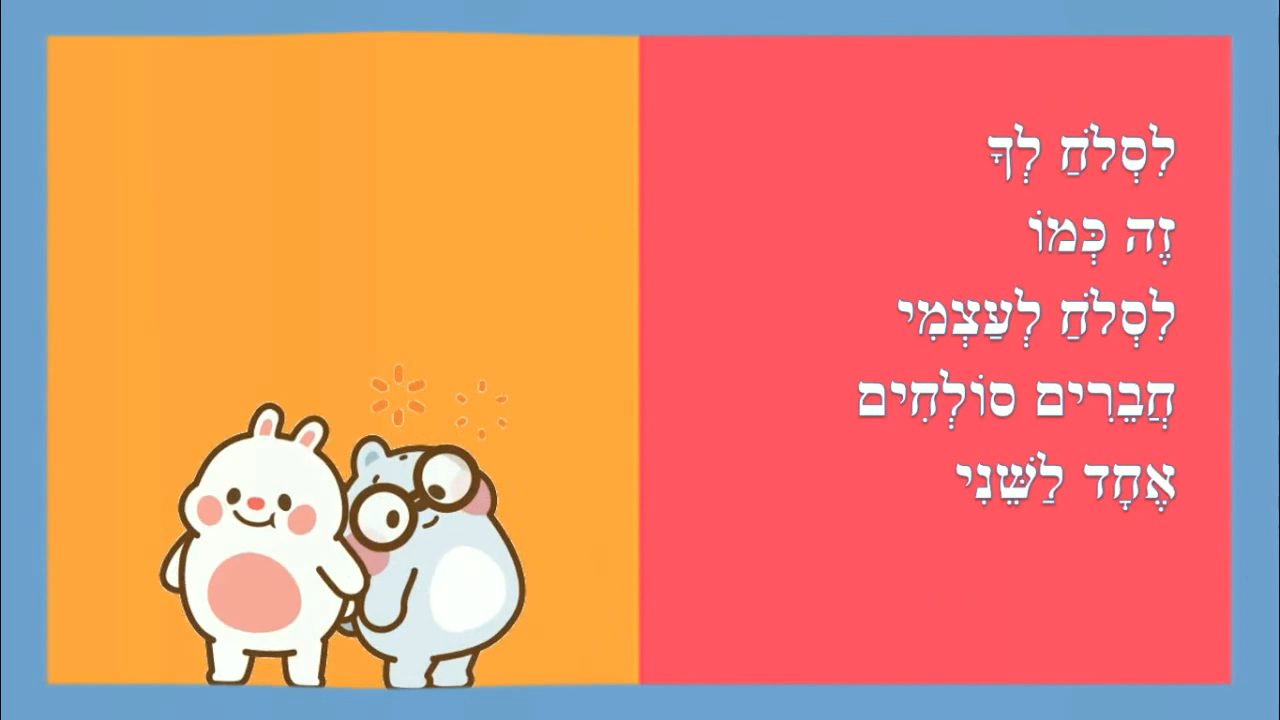 לִסְלֹחַ לְךָ
זֶה כְּמוֹ
לִסְלֹחַ לְעַצְמִי
חֲבֵרִים סוֹלְחִים
אֶחָד לַשֵּׁנִי